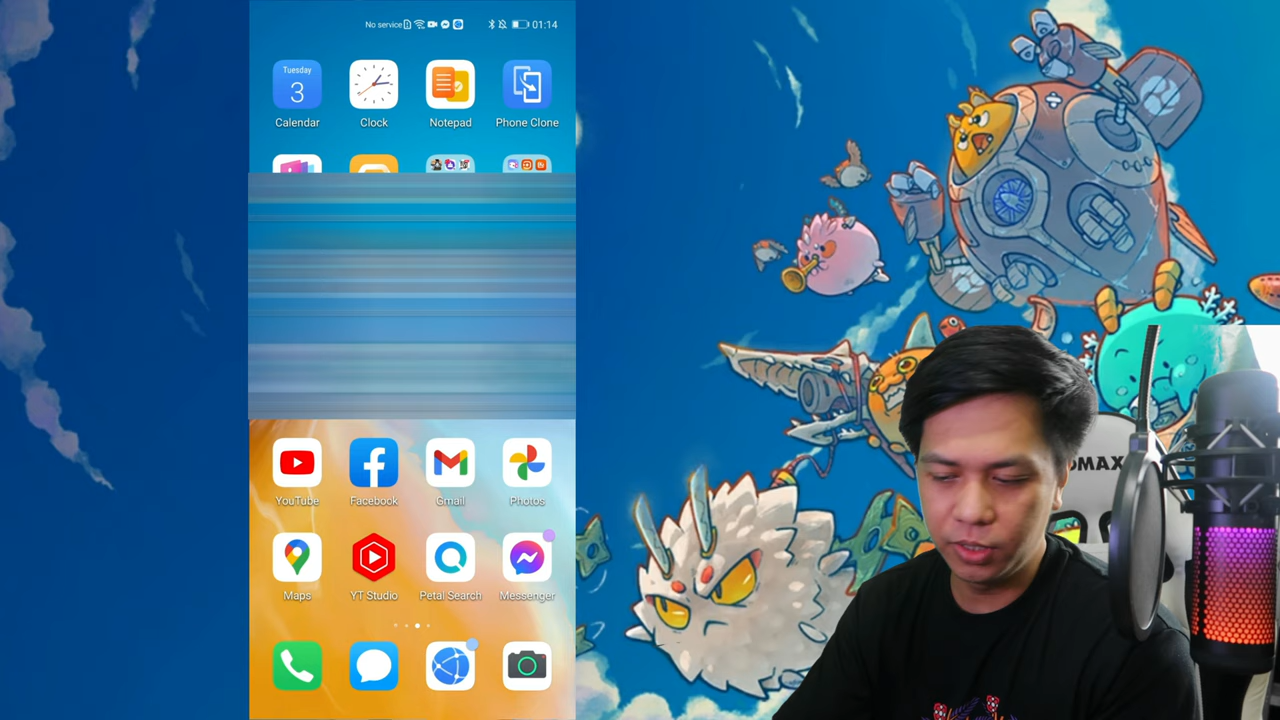 No service 01:14
Tuesday
3
Calendar Clock Notepad Phone Clone
YouTube Facebook Gmail Photos
Maps YT Studio Petal Search Messenger
OMAX